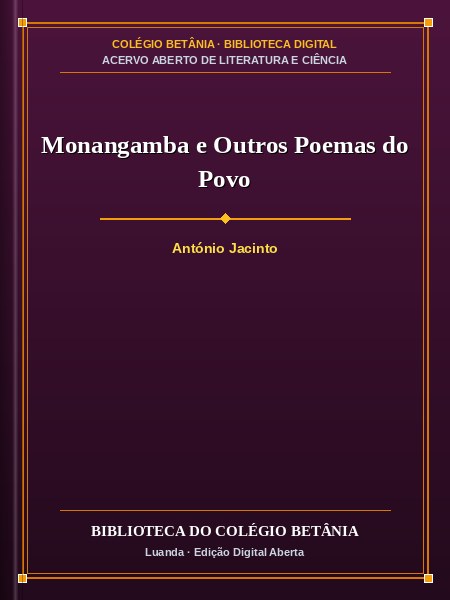 COLÉGIO BETÂNIA · BIBLIOTECA DIGITAL
ACERVO ABERTO DE LITERATURA E CIÊNCIA
Monangamba e Outros Poemas do
Povo
António Jacinto
BIBLIOTECA DO COLÉGIO BETÂNIA
Luanda · Edição Digital Aberta